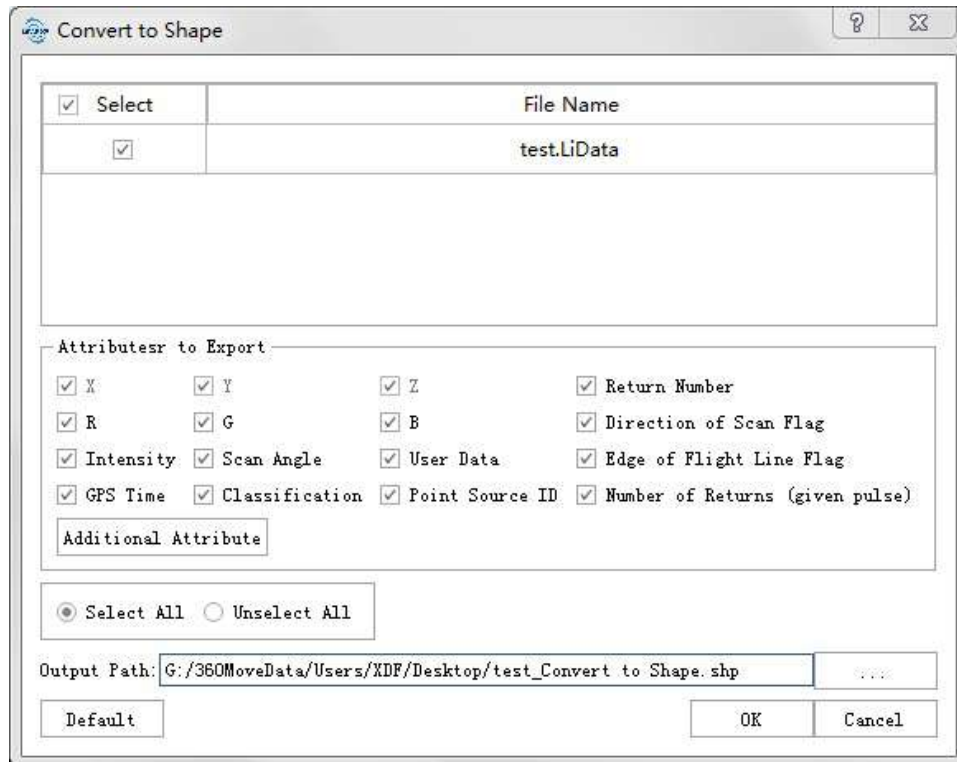 Convert to Shape
Select File Name
test.LiData
Attributesr to Export
X Y Z Return Number
R G B Direction of Scan Flag
Intensity Scan Angle User Data Edge of Flight Line Flag
GPS Time Classification Point Source ID Number of Returns (given pulse)
Additional Attribute
Select All Unselect All
Output Path: G:/360MoveData/Users/XDF/Desktop/test_Convert to Shape.shp ...
Default OK Cancel